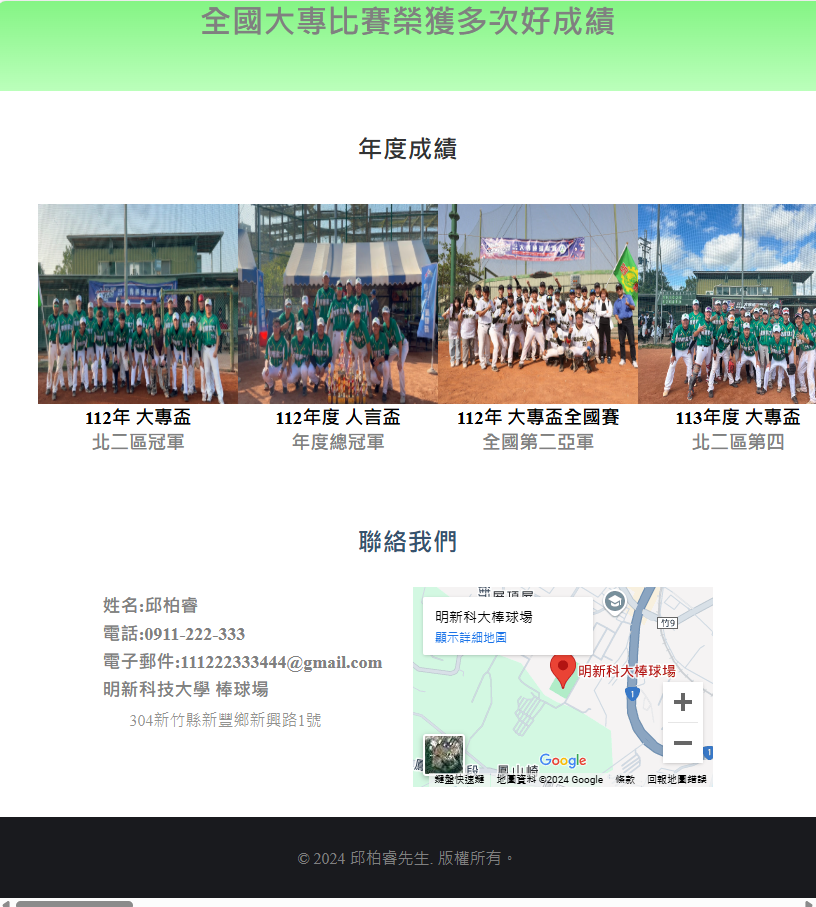 全國大專比賽榮獲多次好成績
年度成績
112年 大專盃
北二區冠軍
112年度 人言盃
年度總冠軍
112年 大專盃全國賽
全國第二亞軍
113年度 大專盃
北二區第四
聯絡我們
姓名:邱柏睿
電話:0911-222-333
電子郵件:111222333444@gmail.com
明新科技大學 棒球場
304新竹縣新豐鄉新興路1號
明新科大棒球場
顯示詳細地圖
竹9
明新科大棒球場
1
1
段
鳳山崎
Google
鍵盤快速鍵 地圖資料 ©2024 Google 條款 回報地圖錯誤
© 2024 邱柏睿先生. 版權所有。